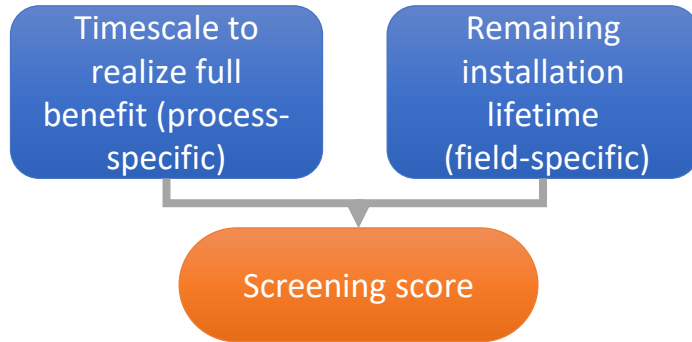 Timescale to
realize full
benefit (process-
specific)
Remaining
installation
lifetime
(field-specific)
Screening score